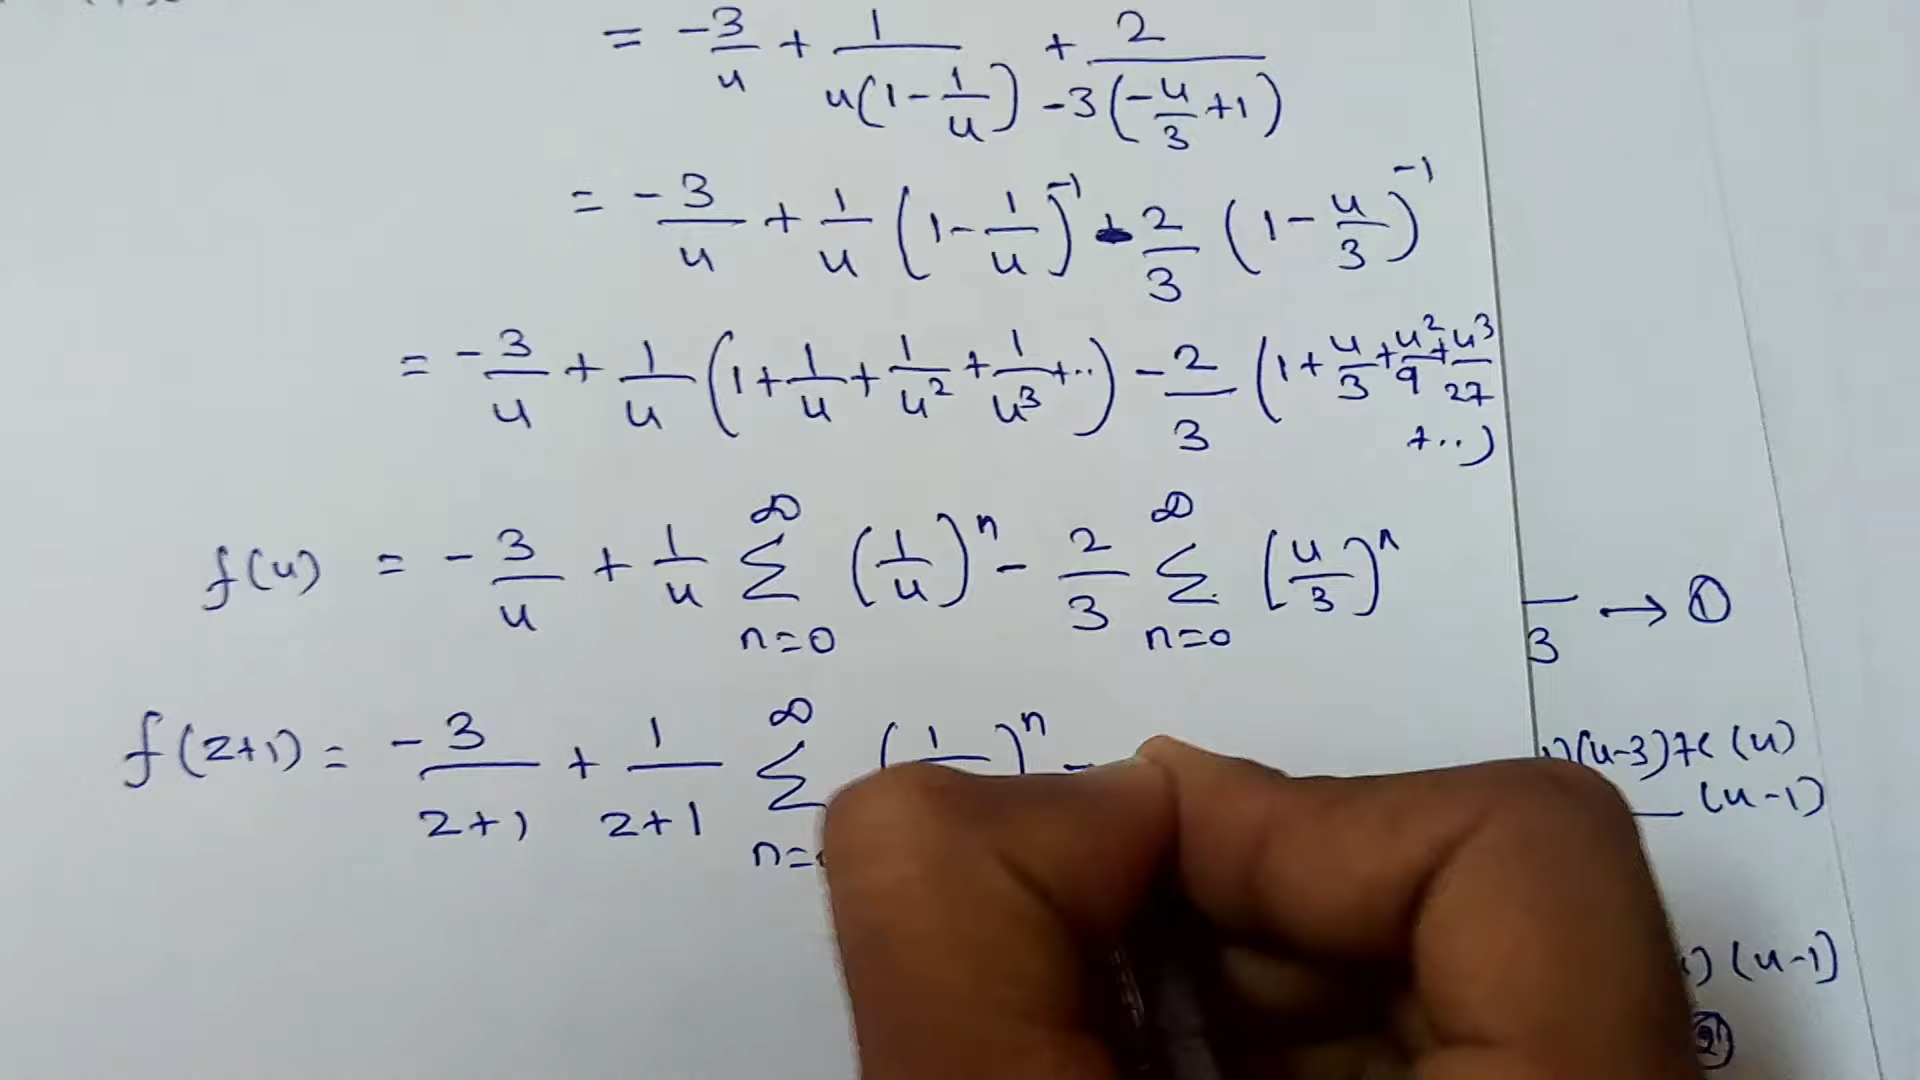 = -3/u + 1/u(1-1/u) + 2/-3(-u/3+1)
= -3/u + 1/u (1-1/u)^-1 - 2/3 (1-u/3)^-1
= -3/u + 1/u (1+1/u+1/u^2+1/u^3+..) - 2/3 (1+u/3+u^2/9+u^3/27
+..)
f(u) = -3/u + 1/u ∑_{n=0}^{∞} (1/u)^n - 2/3 ∑_{n=0}^{∞} (u/3)^n
f(z+1) = -3/z+1 + 1/z+1 ∑_{n=}^{∞} (1/)^n -
3 → ①
(u-3)+c (u)
(u-1)
) (u-1)
②